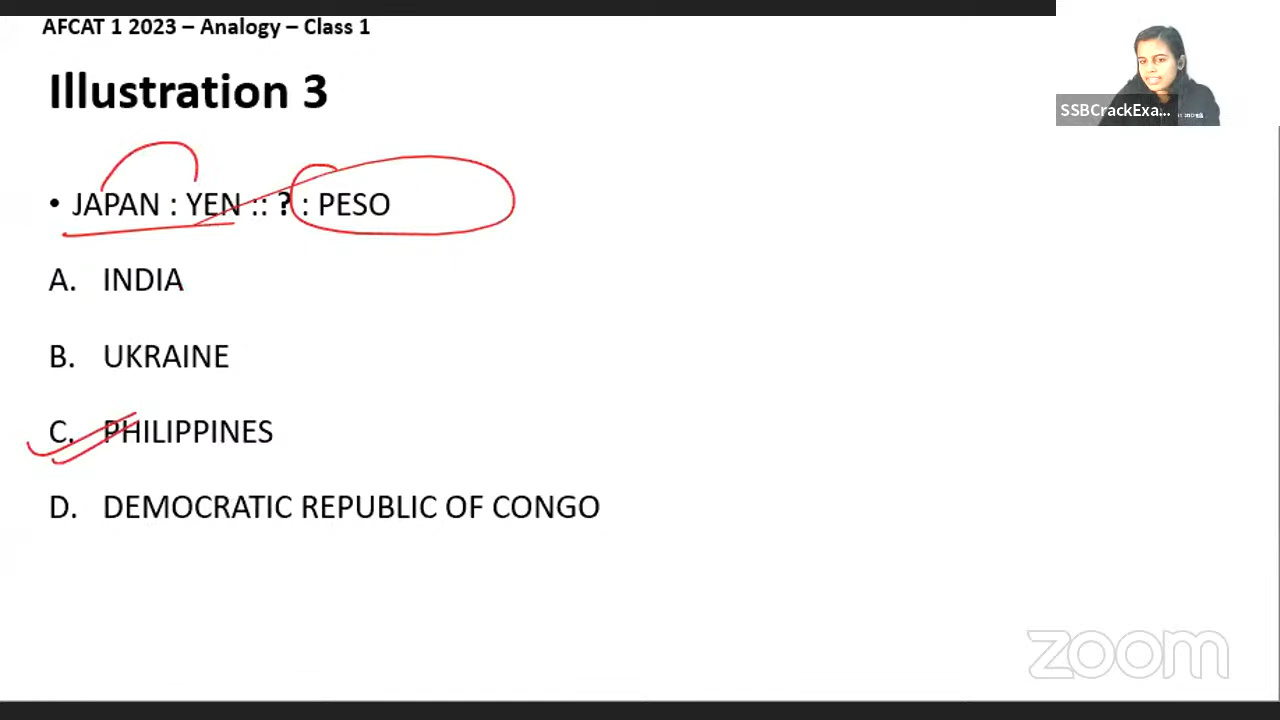 AFCAT 1 2023 – Analogy – Class 1
Illustration 3
SSBCrackExa...
• JAPAN : YEN :: ? : PESO
A. INDIA
B. UKRAINE
C. PHILIPPINES
D. DEMOCRATIC REPUBLIC OF CONGO
zoom